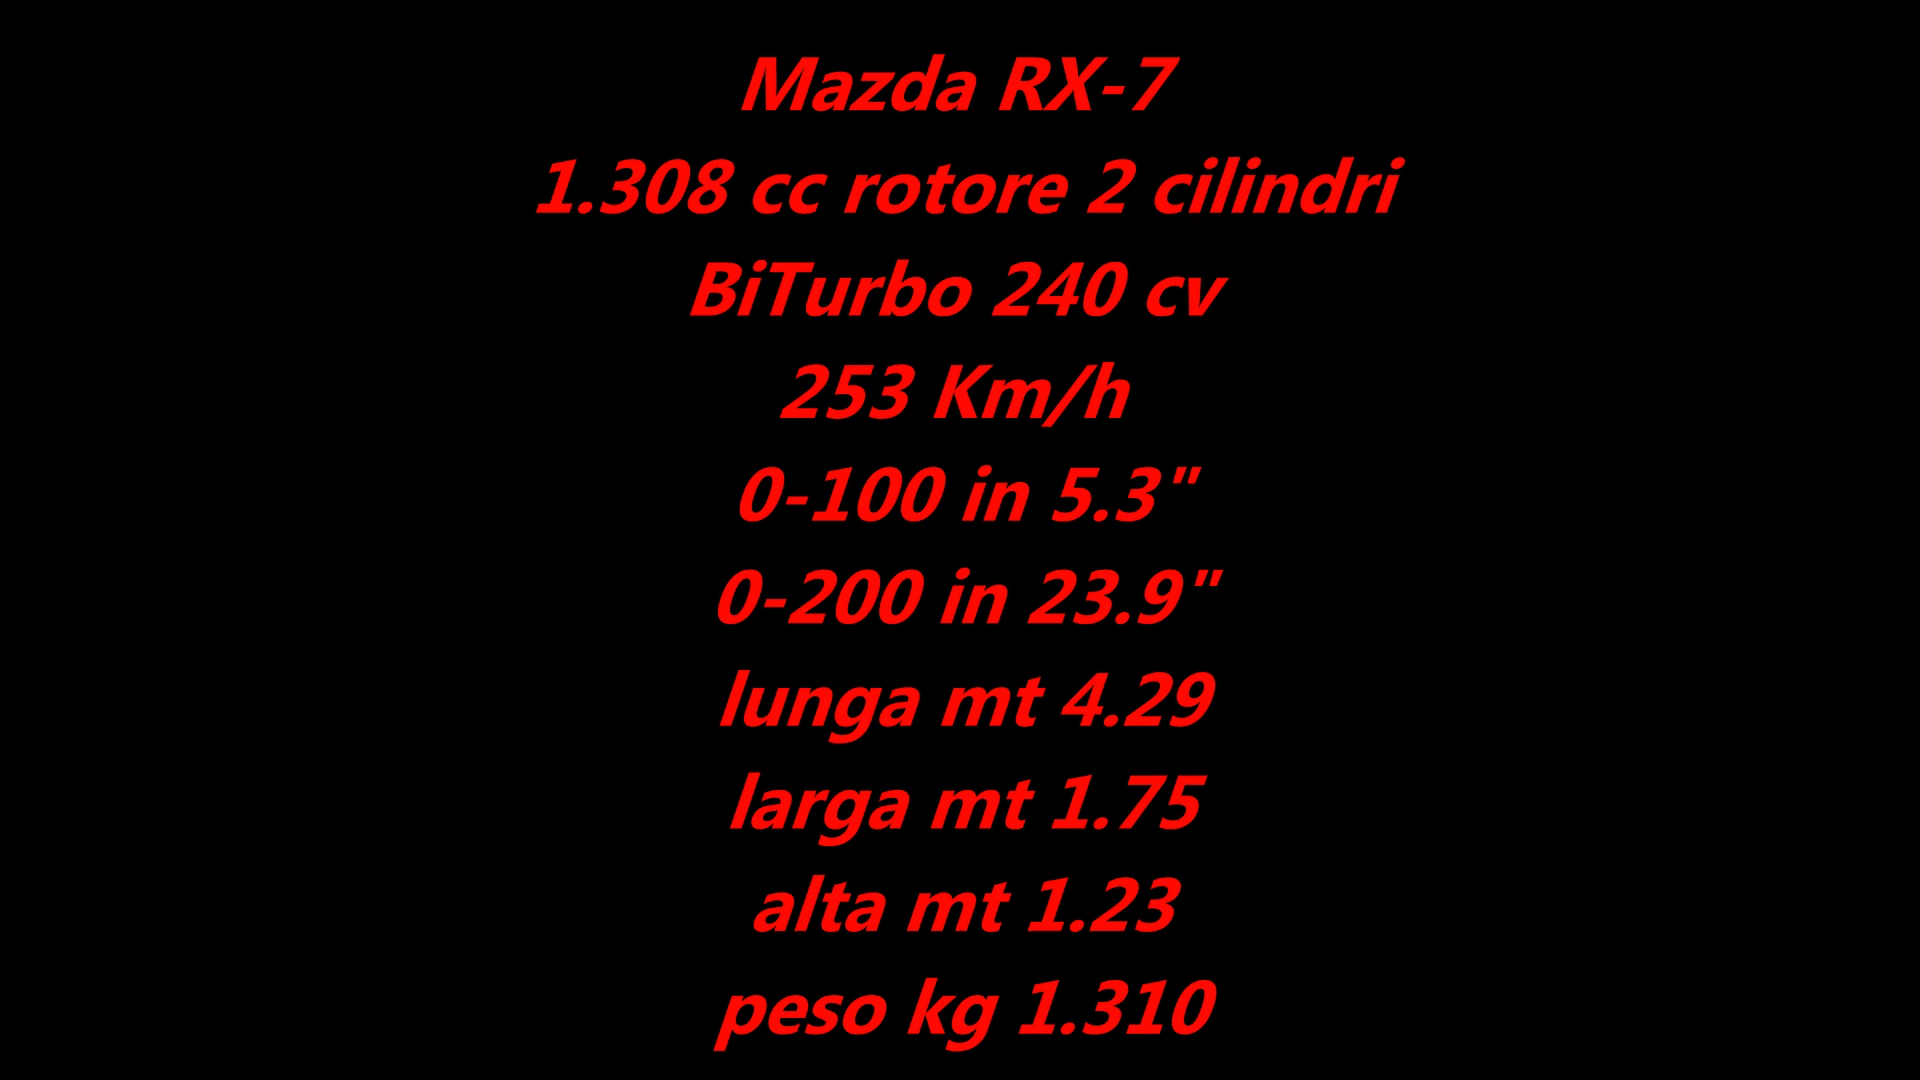 Mazda RX-7
1.308 cc rotore 2 cilindri
BiTurbo 240 cv
253 Km/h
0-100 in 5.3"
0-200 in 23.9"
lunga mt 4.29
larga mt 1.75
alta mt 1.23
peso kg 1.310